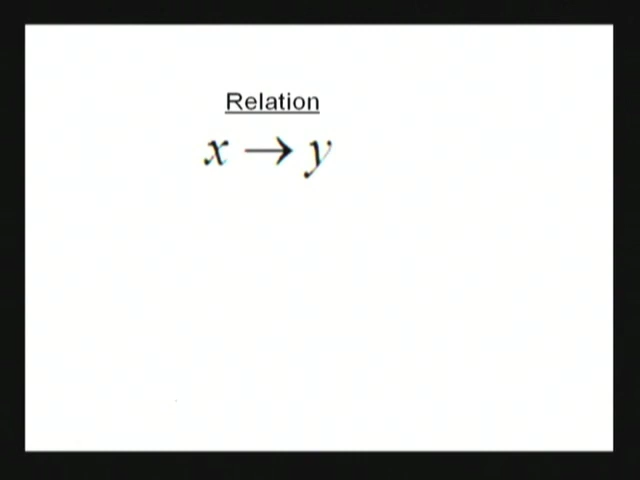 Relation
x → y